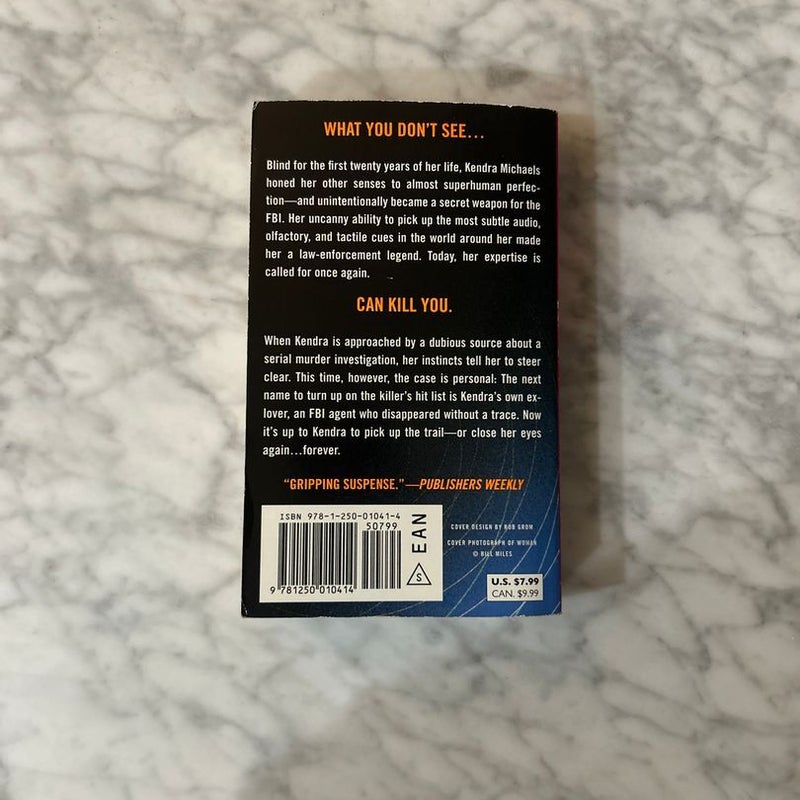 WHAT YOU DON'T SEE...
Blind for the first twenty years of her life, Kendra Michaels
honed her other senses to almost superhuman perfec-
tion—and unintentionally became a secret weapon for the
FBI. Her uncanny ability to pick up the most subtle audio,
olfactory, and tactile cues in the world around her made
her a law-enforcement legend. Today, her expertise is
called for once again.
CAN KILL YOU.
When Kendra is approached by a dubious source about a
serial murder investigation, her instincts tell her to steer
clear. This time, however, the case is personal: The next
name to turn up on the killer's hit list is Kendra's own ex-
lover, an FBI agent who disappeared without a trace. Now
it's up to Kendra to pick up the trail—or close her eyes
again...forever.
"GRIPPING SUSPENSE."—PUBLISHERS WEEKLY
ISBN 978-1-250-01041-4
50799
EAN
S
9 781250 010414
COVER DESIGN BY ROB GROM
COVER PHOTOGRAPH OF WOMAN
© BILL MILES
U.S. $7.99
CAN. $9.99